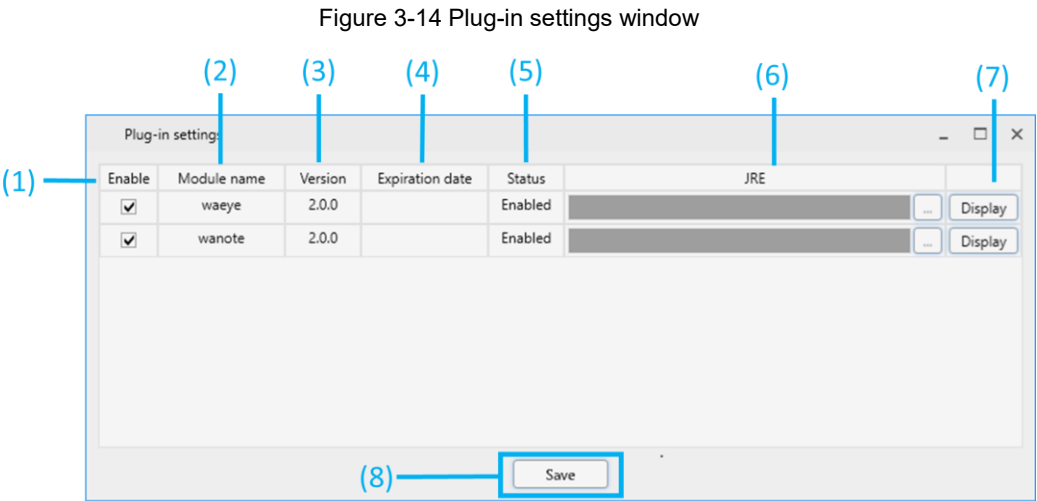 Figure 3-14 Plug-in settings window
(2) (3) (4) (5) (6) (7)
Plug-in settings
(1) Enable Module name Version Expiration date Status JRE
waeye 2.0.0 Enabled ... Display
wanote 2.0.0 Enabled ... Display
(8) Save